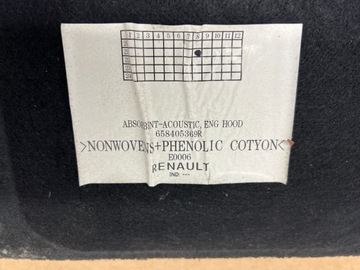 1 2 3 4 5 6 7 8 9 10 11 12
ABSORBENT-ACOUSTIC, ENG HOOD
658405369R
>NONWOVENS+PHENOLIC COTYON<
E0006
RENAULT
IND: ---